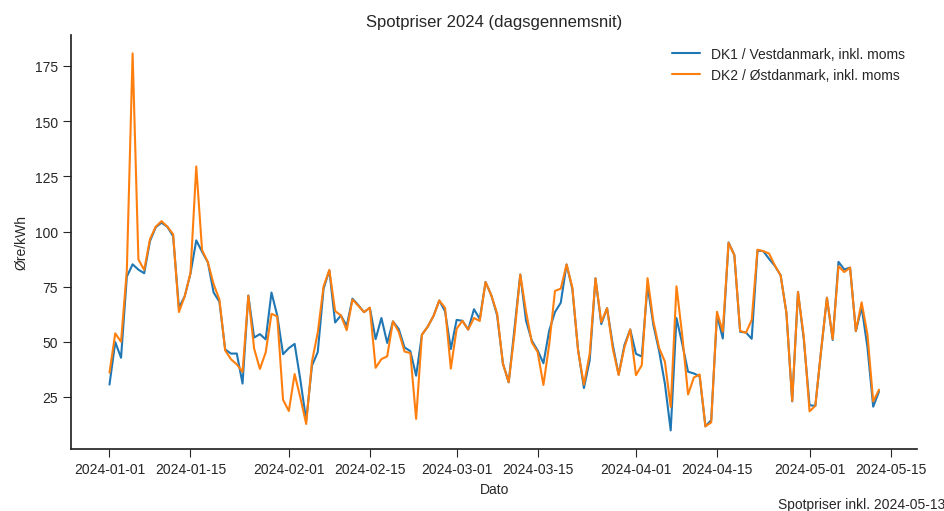 Spotpriser 2024 (dagsgennemsnit)
DK1 / Vestdanmark, inkl. moms
DK2 / Østdanmark, inkl. moms
Øre/kWh
175
150
125
100
75
50
25
2024-01-01 2024-01-15 2024-02-01 2024-02-15 2024-03-01 2024-03-15 2024-04-01 2024-04-15 2024-05-01 2024-05-15
Dato
Spotpriser inkl. 2024-05-13